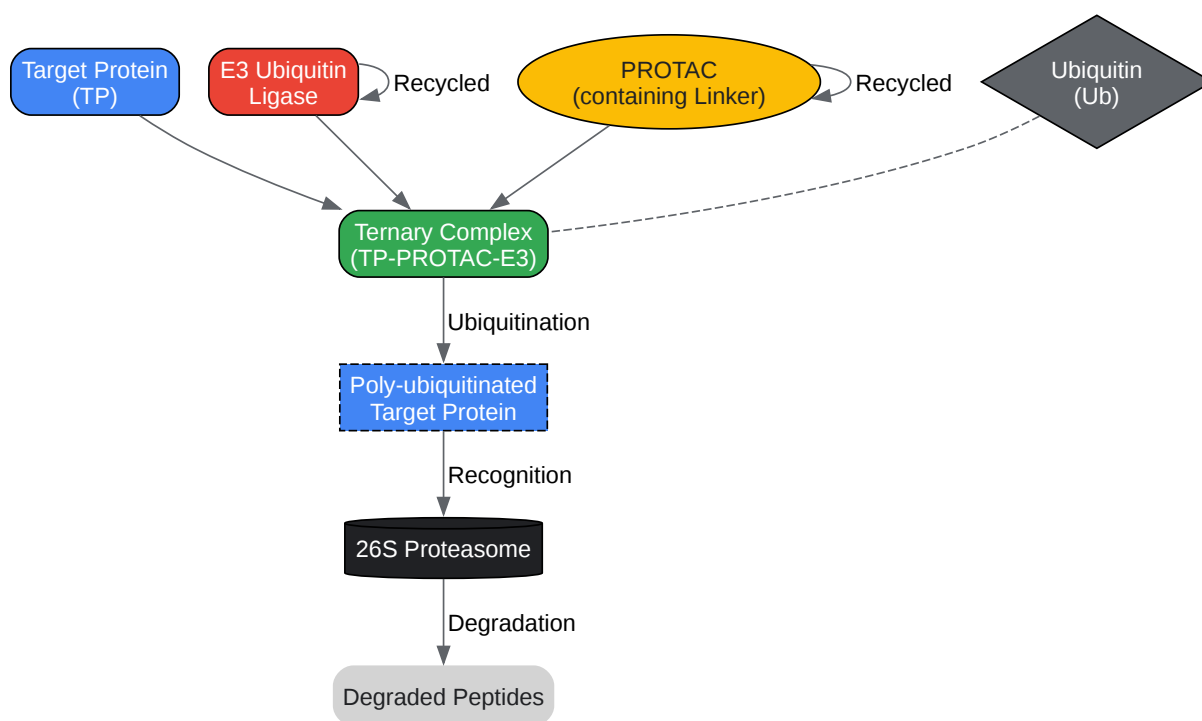 Target Protein
(TP)
E3 Ubiquitin
Ligase
Recycled
PROTAC
(containing Linker)
Recycled
Ubiquitin
(Ub)
Ternary Complex
(TP-PROTAC-E3)
Ubiquitination
Poly-ubiquitinated
Target Protein
Recognition
26S Proteasome
Degradation
Degraded Peptides